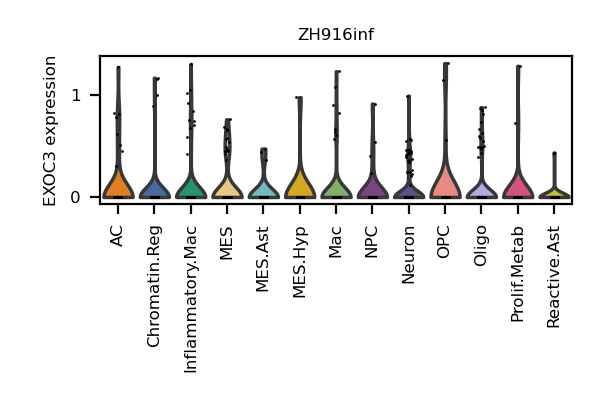 ZH916inf
EXOC3 expression
1
0
AC
Chromatin.Reg
Inflammatory.Mac
MES
MES.Ast
MES.Hyp
Mac
NPC
Neuron
OPC
Oligo
Prolif.Metab
Reactive.Ast